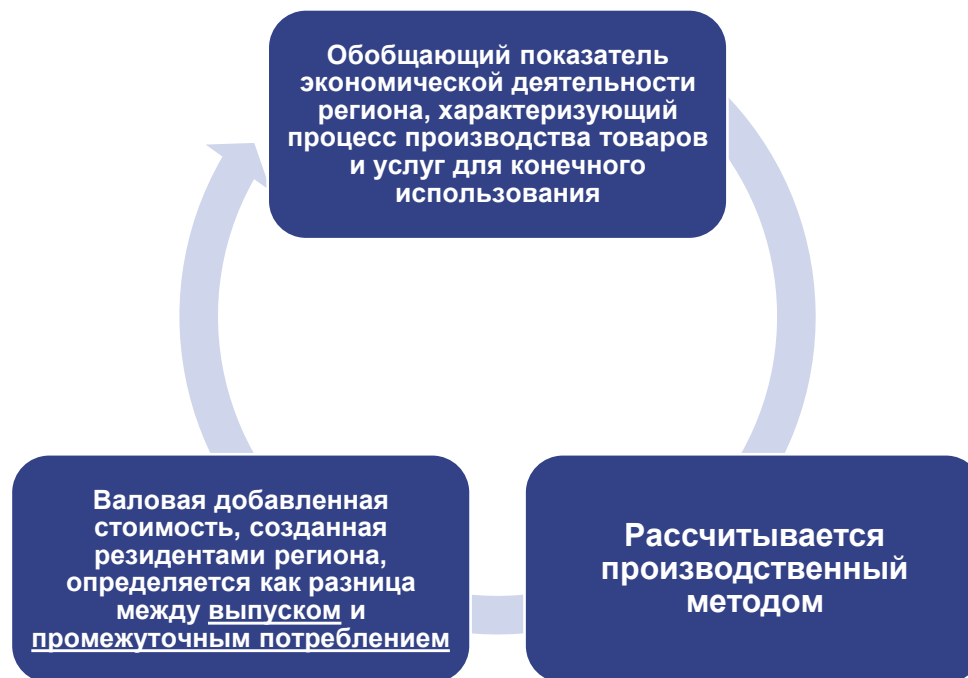 Обобщающий показатель
экономической деятельности
региона, характеризующий
процесс производства товаров
и услуг для конечного
использования
Рассчитывается
производственный
методом
Валовая добавленная
стоимость, созданная
резидентами региона,
определяется как разница
между выпуском и
промежуточным потреблением